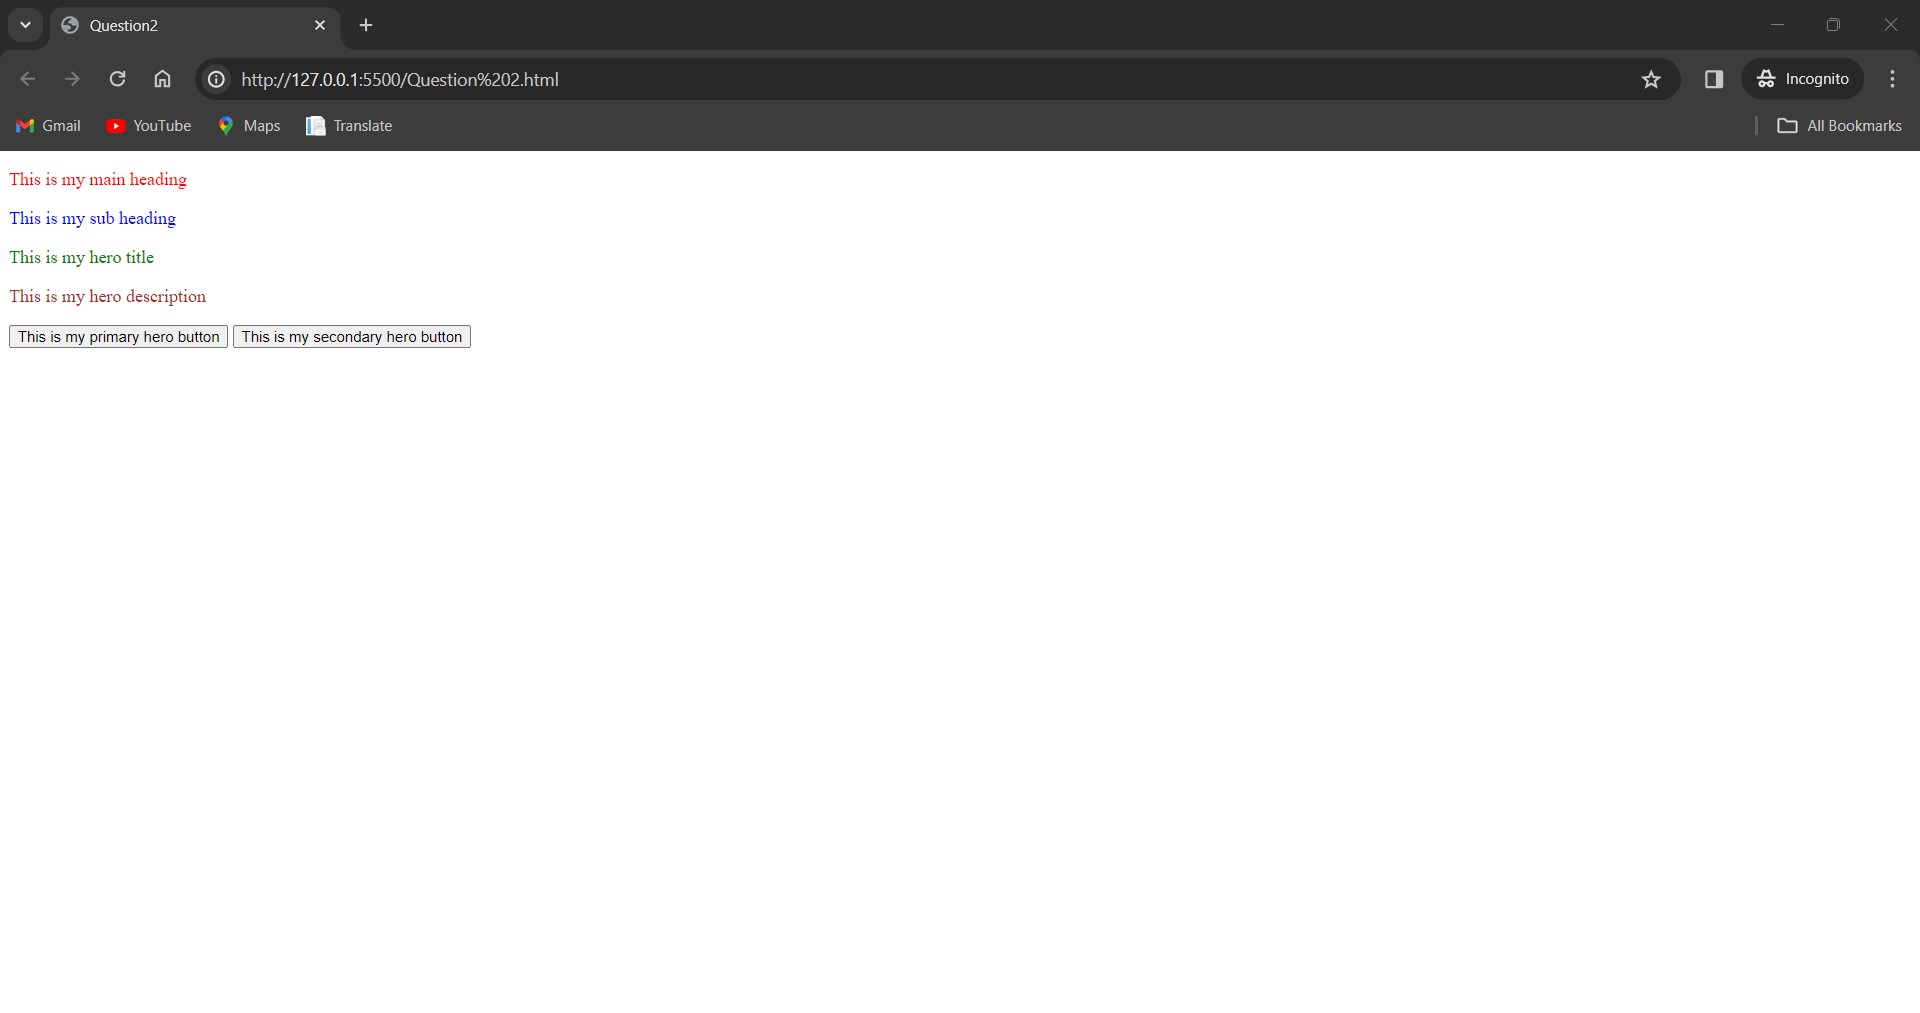 Question2
http://127.0.0.1:5500/Question%202.html
Incognito
Gmail YouTube Maps Translate All Bookmarks
This is my main heading
This is my sub heading
This is my hero title
This is my hero description
This is my primary hero button This is my secondary hero button